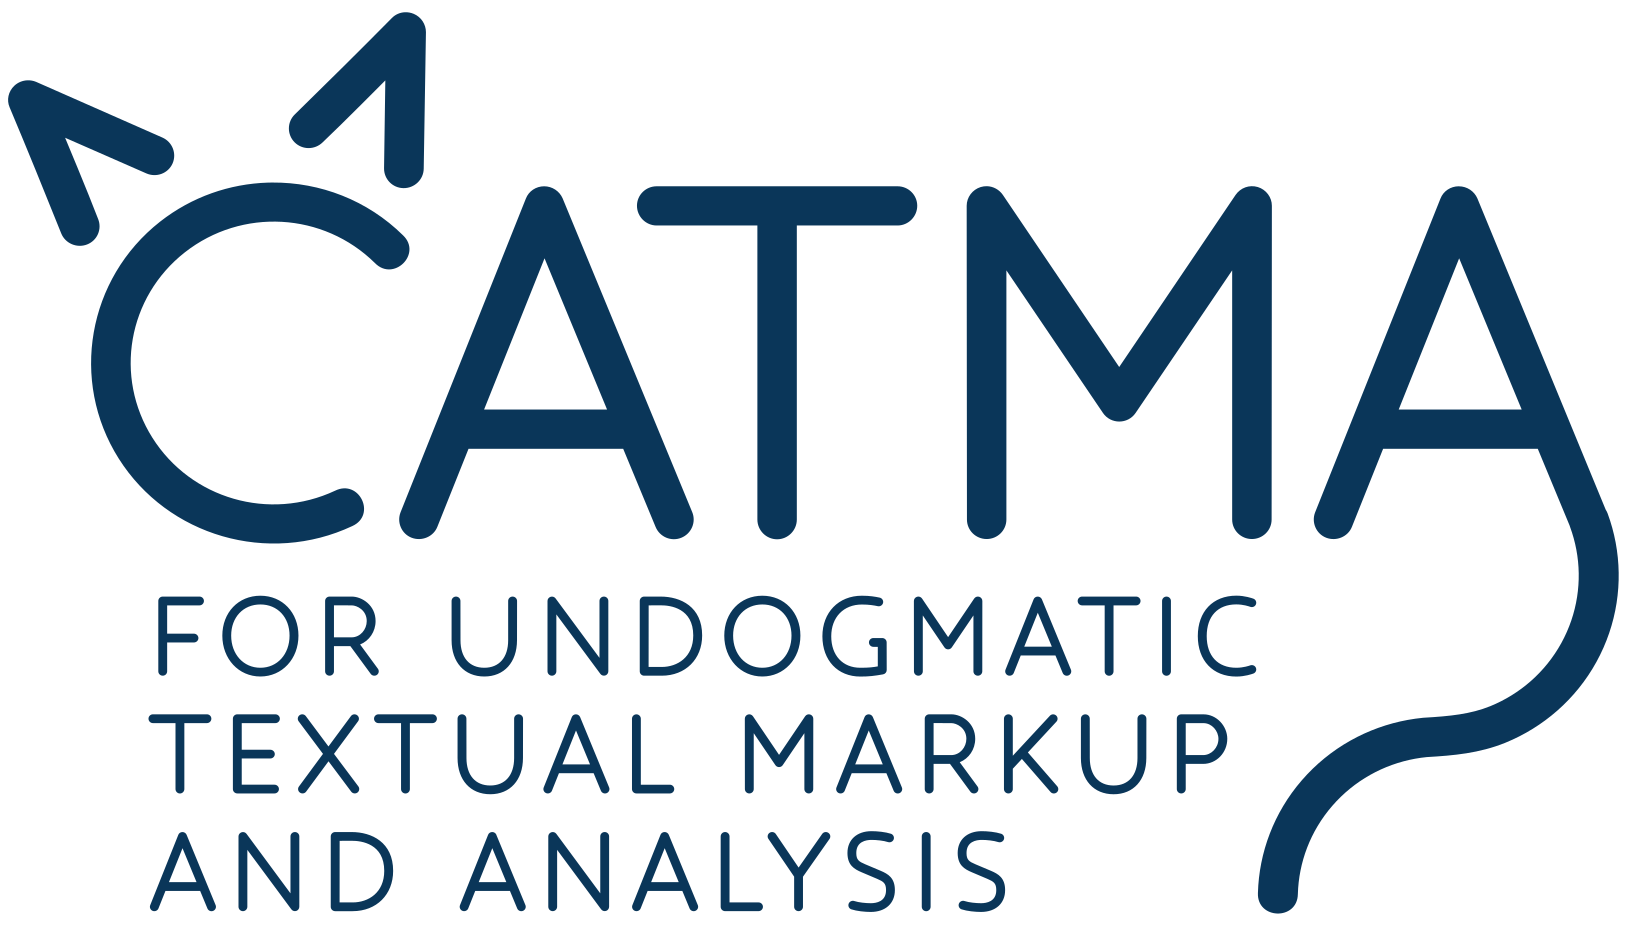 CATMA
FOR UNDOGMATIC
TEXTUAL MARKUP
AND ANALYSIS